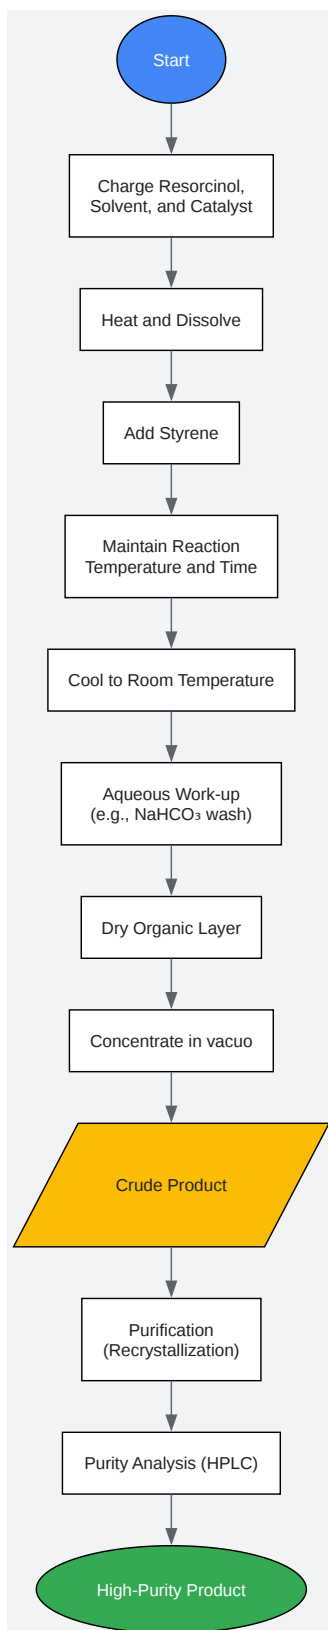 Start
Charge Resorcinol,
Solvent, and Catalyst
Heat and Dissolve
Add Styrene
Maintain Reaction
Temperature and Time
Cool to Room Temperature
Aqueous Work-up
(e.g., NaHCO₃ wash)
Dry Organic Layer
Concentrate in vacuo
Crude Product
Purification
(Recrystallization)
Purity Analysis (HPLC)
High-Purity Product